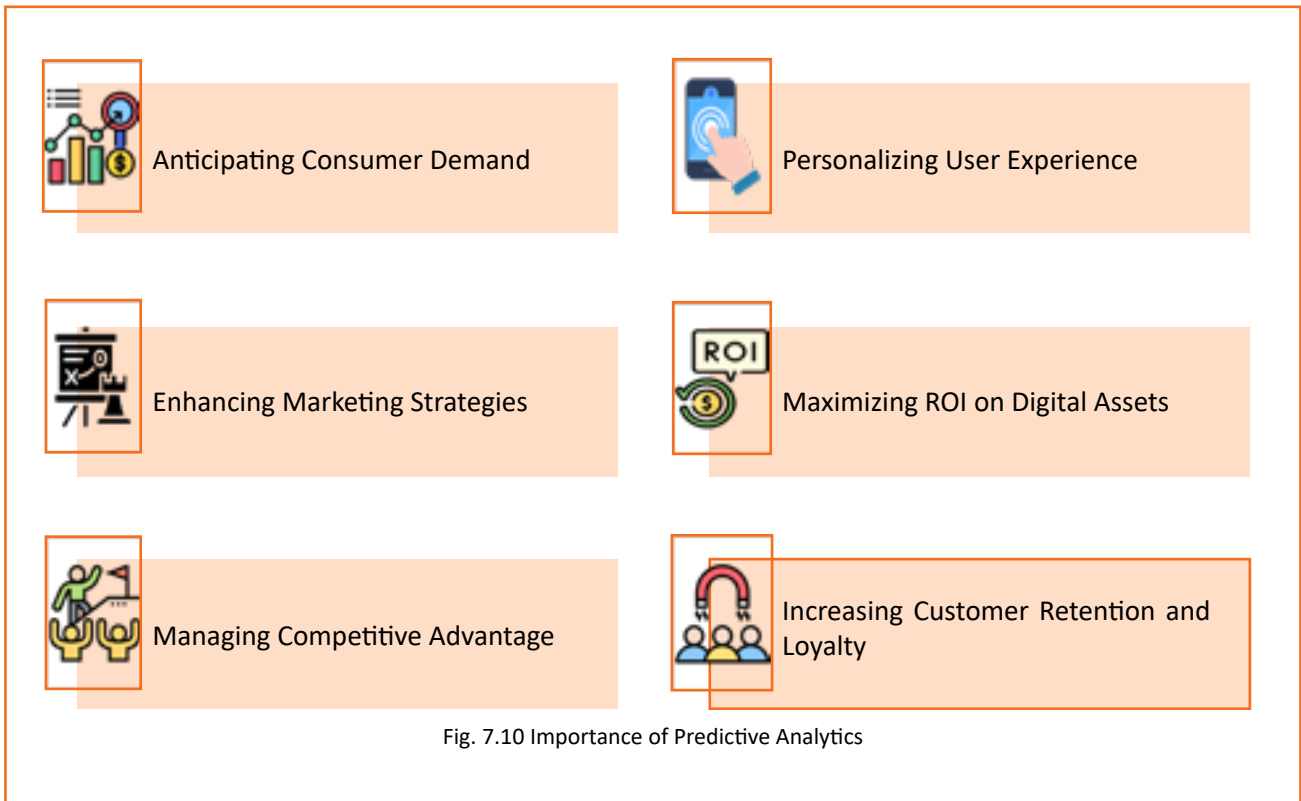 Anticipating Consumer Demand
Personalizing User Experience
Enhancing Marketing Strategies
ROI
Maximizing ROI on Digital Assets
Managing Competitive Advantage
Increasing Customer Retention and
Loyalty
Fig. 7.10 Importance of Predictive Analytics